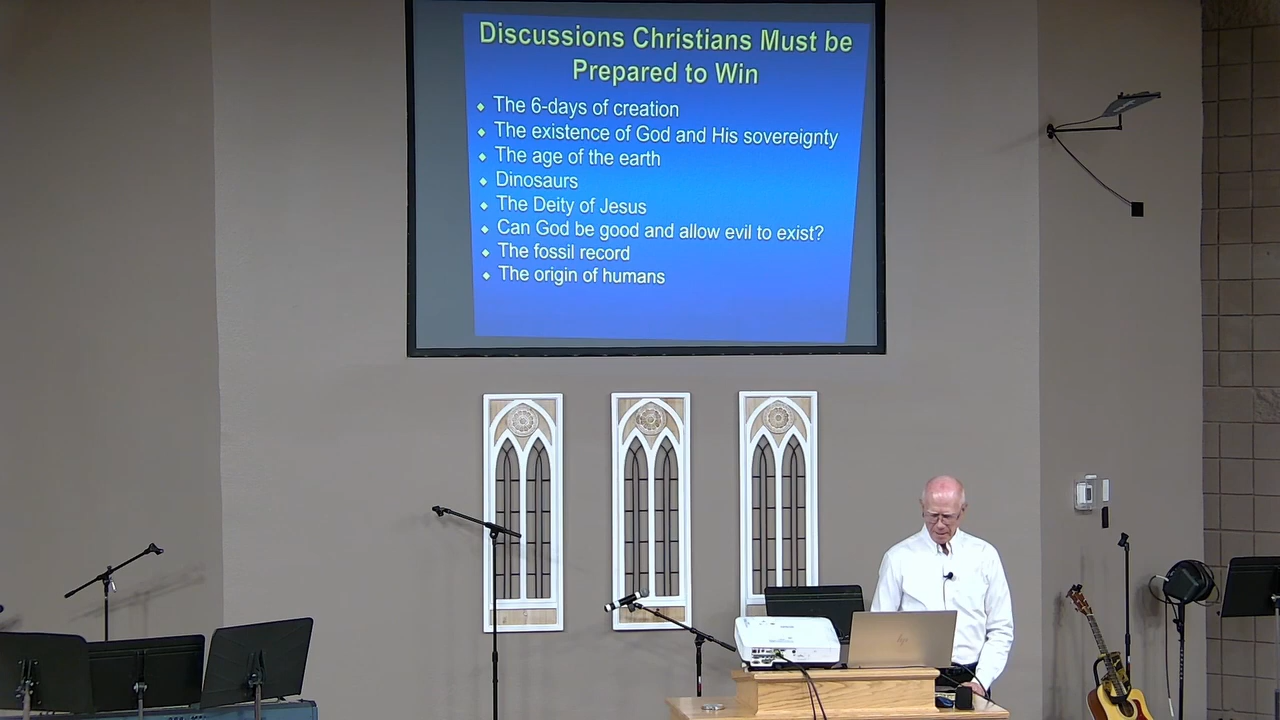 Discussions Christians Must be
Prepared to Win
The 6-days of creation
The existence of God and His sovereignty
The age of the earth
Dinosaurs
The Deity of Jesus
Can God be good and allow evil to exist?
The fossil record
The origin of humans
hp